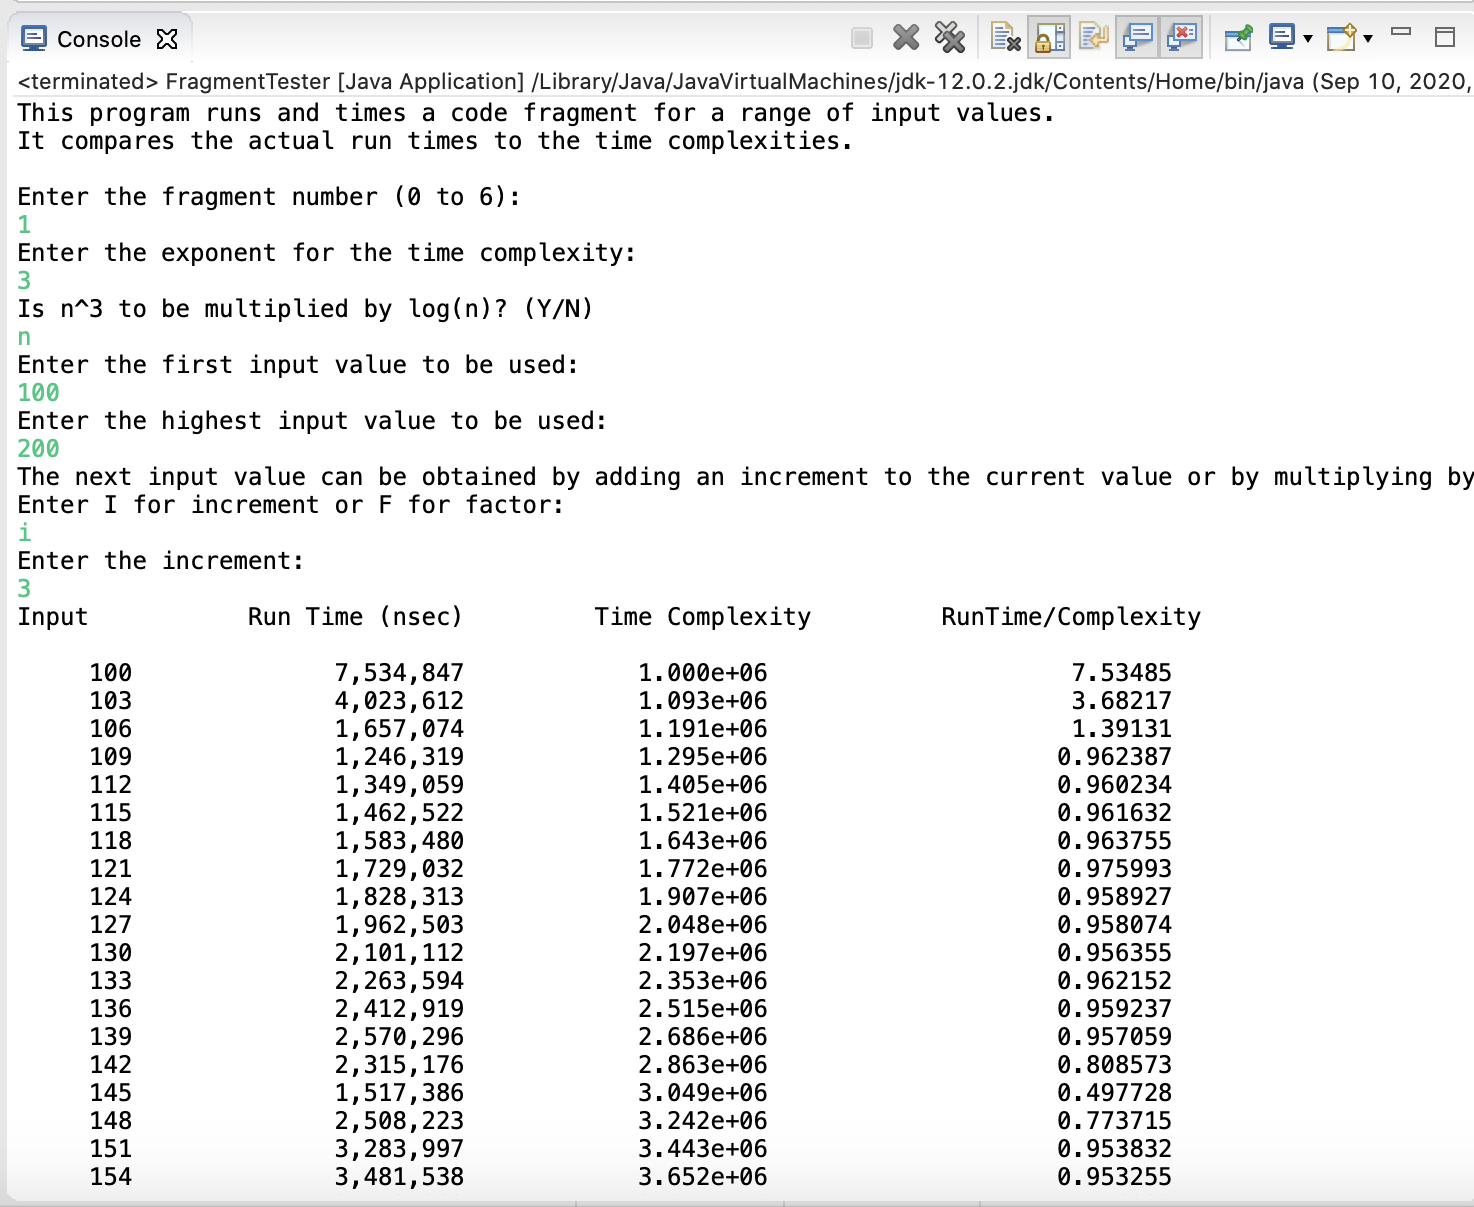 Console
<terminated> FragmentTester [Java Application] /Library/Java/JavaVirtualMachines/jdk-12.0.2.jdk/Contents/Home/bin/java (Sep 10, 2020,
This program runs and times a code fragment for a range of input values.
It compares the actual run times to the time complexities.
Enter the fragment number (0 to 6):
1
Enter the exponent for the time complexity:
3
Is n^3 to be multiplied by log(n)? (Y/N)
n
Enter the first input value to be used:
100
Enter the highest input value to be used:
200
The next input value can be obtained by adding an increment to the current value or by multiplying by
Enter I for increment or F for factor:
i
Enter the increment:
3
Input Run Time (nsec) Time Complexity RunTime/Complexity
100 7,534,847 1.000e+06 7.53485
103 4,023,612 1.093e+06 3.68217
106 1,657,074 1.191e+06 1.39131
109 1,246,319 1.295e+06 0.962387
112 1,349,059 1.405e+06 0.960234
115 1,462,522 1.521e+06 0.961632
118 1,583,480 1.643e+06 0.963755
121 1,729,032 1.772e+06 0.975993
124 1,828,313 1.907e+06 0.958927
127 1,962,503 2.048e+06 0.958074
130 2,101,112 2.197e+06 0.956355
133 2,263,594 2.353e+06 0.962152
136 2,412,919 2.515e+06 0.959237
139 2,570,296 2.686e+06 0.957059
142 2,315,176 2.863e+06 0.808573
145 1,517,386 3.049e+06 0.497728
148 2,508,223 3.242e+06 0.773715
151 3,283,997 3.443e+06 0.953832
154 3,481,538 3.652e+06 0.953255